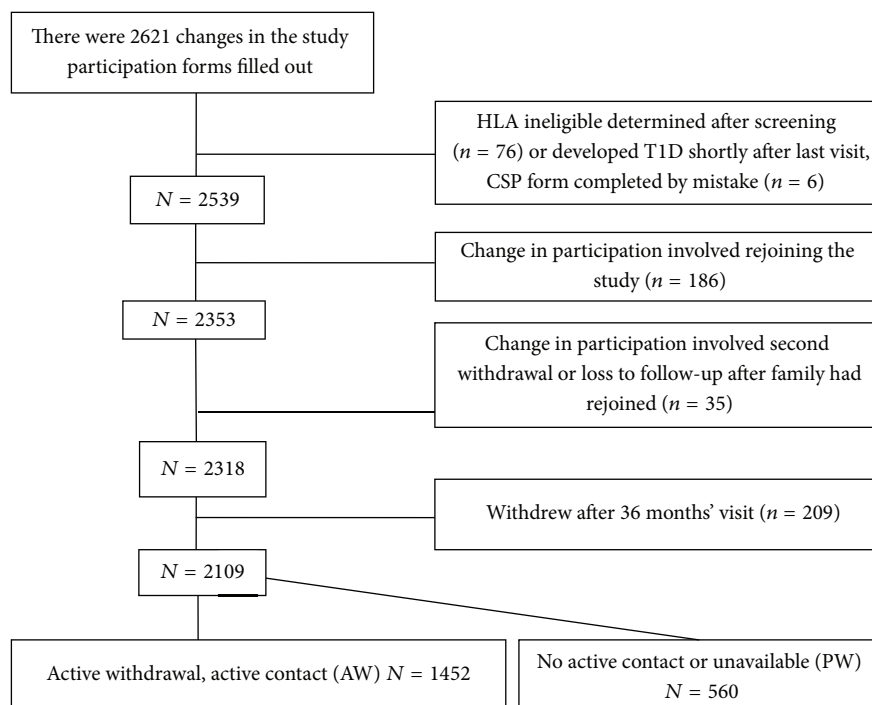 There were 2621 changes in the study
participation forms filled out
HLA ineligible determined after screening
(n = 76) or developed T1D shortly after last visit,
CSP form completed by mistake (n = 6)
N = 2539
Change in participation involved rejoining the
study (n = 186)
N = 2353
Change in participation involved second
withdrawal or loss to follow-up after family had
rejoined (n = 35)
N = 2318
Withdrew after 36 months’ visit (n = 209)
N = 2109
Active withdrawal, active contact (AW) N = 1452
No active contact or unavailable (PW)
N = 560